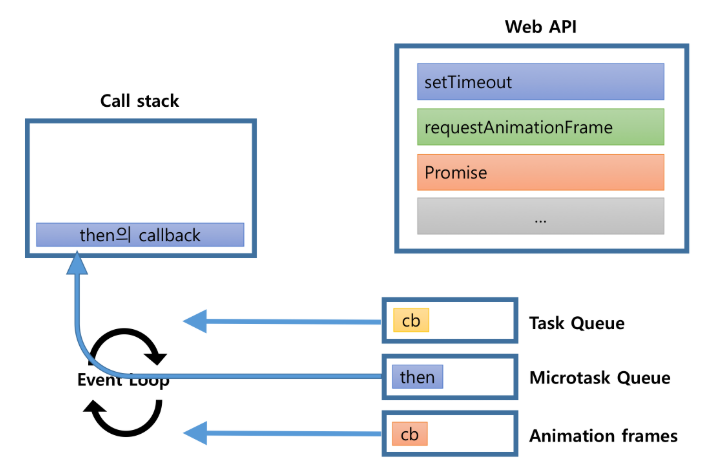 Web API
setTimeout
requestAnimationFrame
Promise
...
Call stack
then의 callback
cb
Task Queue
Event Loop
then
Microtask Queue
cb
Animation frames